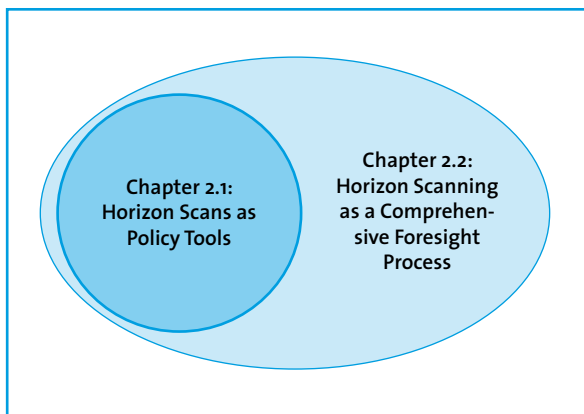 Chapter 2.1:
Horizon Scans as
Policy Tools
Chapter 2.2:
Horizon Scanning
as a Comprehen-
sive Foresight
Process